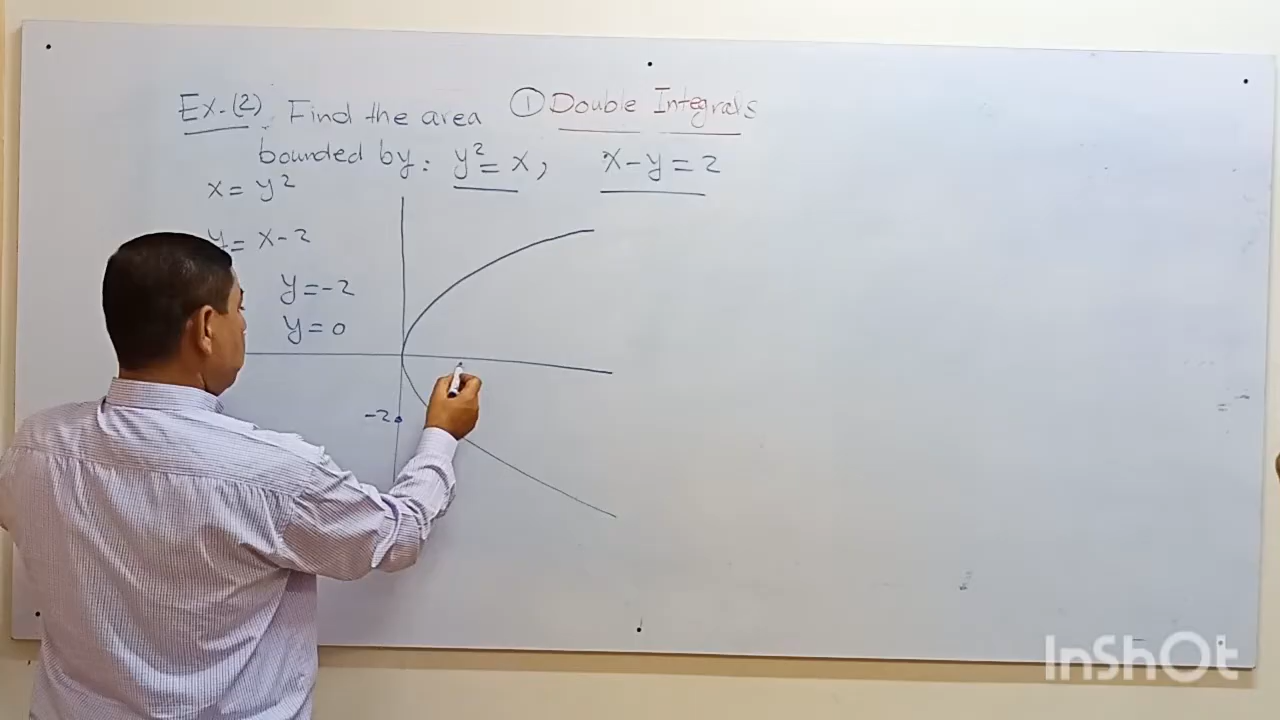 Ex.(2) Find the area ① Double Integrals
bounded by: y² = x, x - y = 2
x = y²
y = x - 2
y = -2
y = 0
-2
InShOt